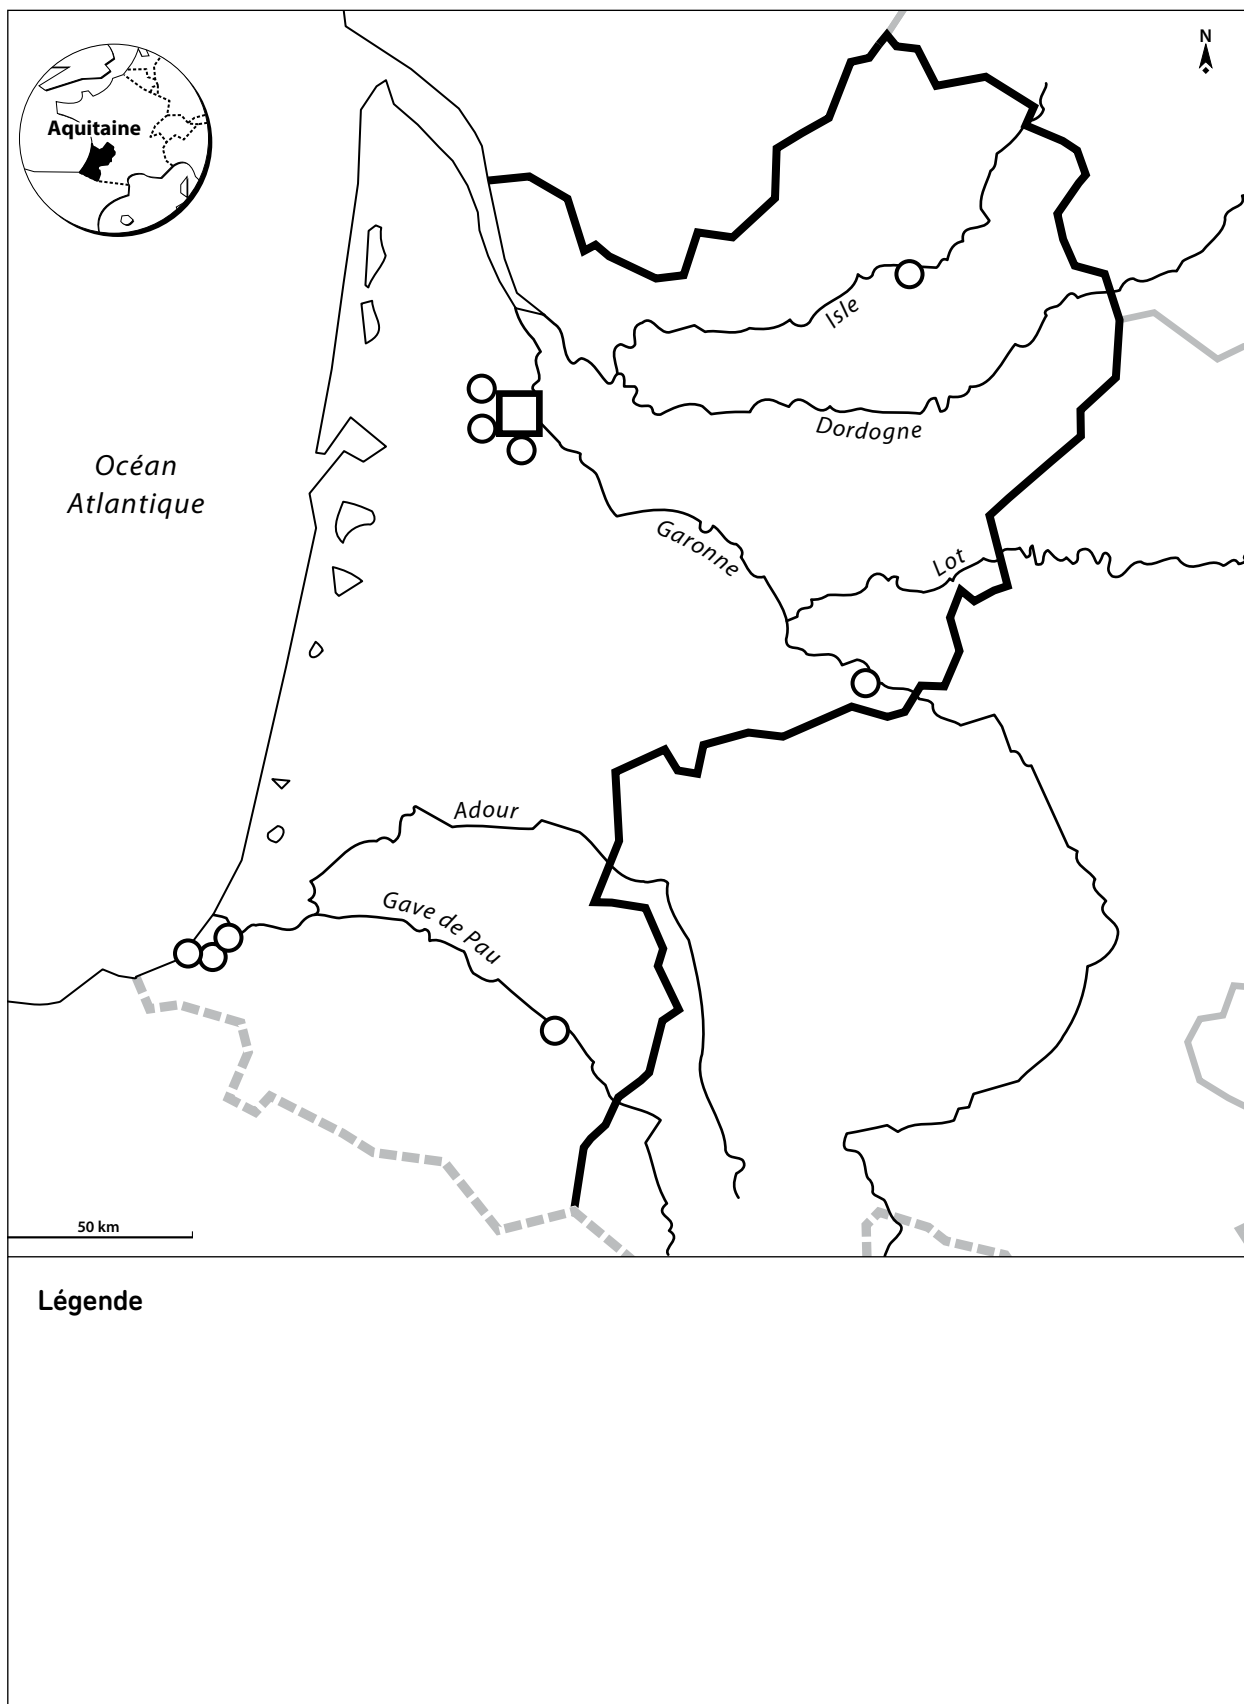 N
Aquitaine
Isle
Dordogne
Océan
Atlantique
Garonne
Lot
Adour
Gave de Pau
50 km
Légende